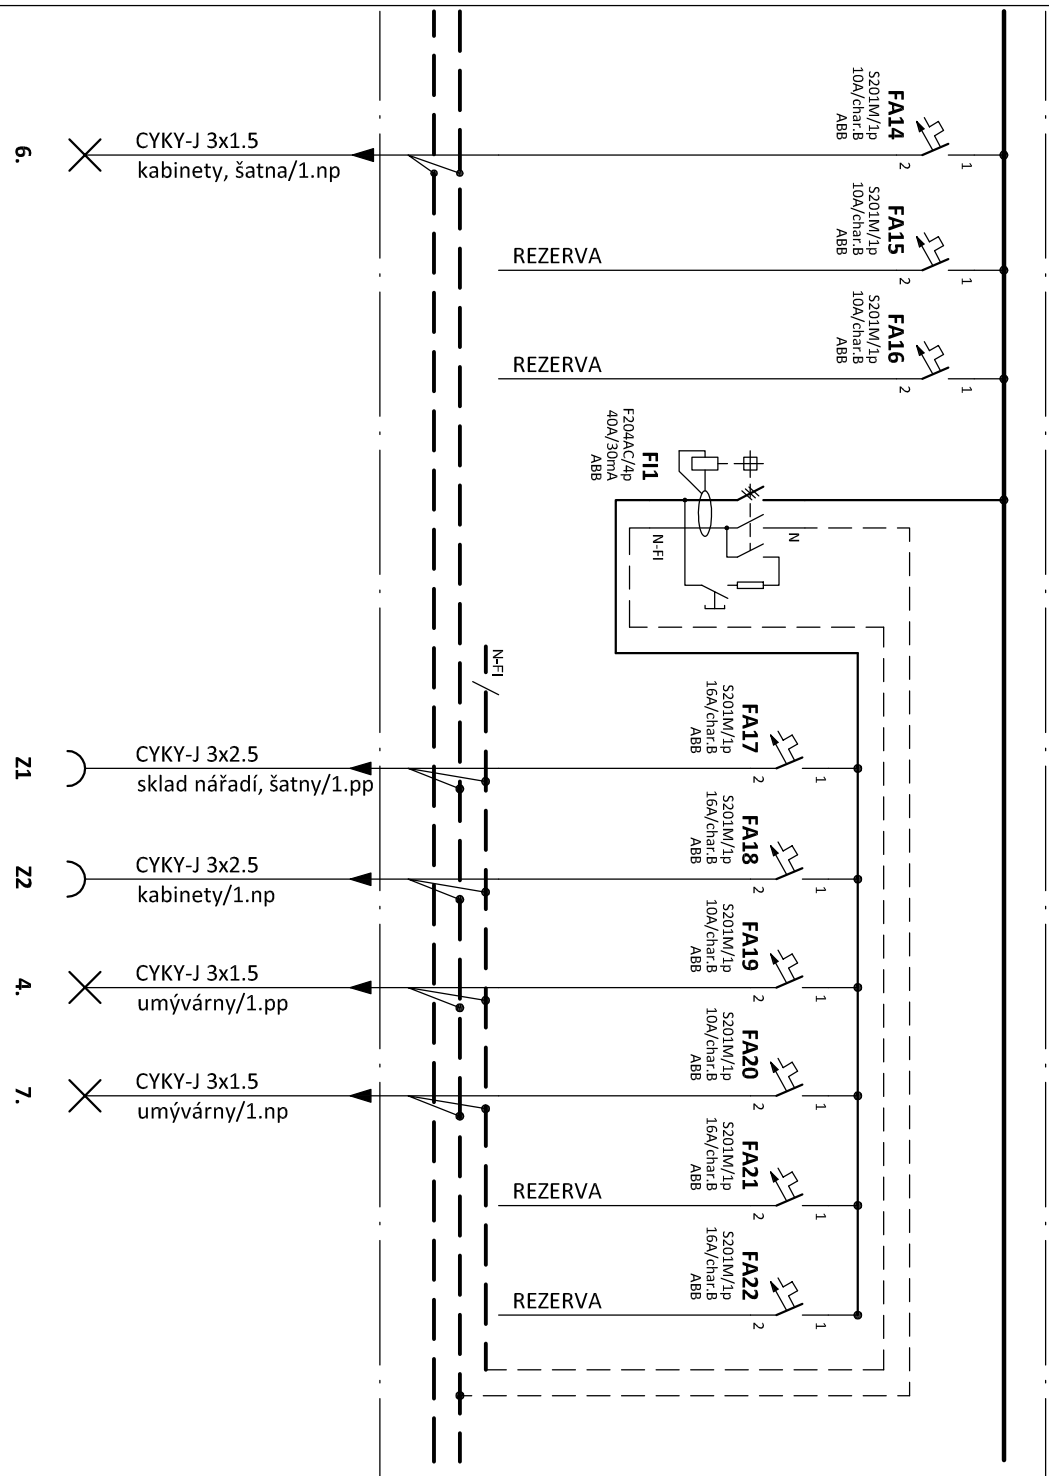 FA14
S201M/1p
10A/char.B
ABB
1
2
CYKY-J 3x1.5
kabinety, šatna/1.np
6.
FA15
S201M/1p
10A/char.B
ABB
1
2
REZERVA
FA16
S201M/1p
10A/char.B
ABB
1
2
REZERVA
FI1
F204AC/4p
40A/30mA
ABB
N
N-FI
N-FI
FA17
S201M/1p
16A/char.B
ABB
1
2
CYKY-J 3x2.5
sklad nářadí, šatny/1.pp
Z1
FA18
S201M/1p
16A/char.B
ABB
1
2
CYKY-J 3x2.5
kabinety/1.np
Z2
FA19
S201M/1p
10A/char.B
ABB
1
2
CYKY-J 3x1.5
umývárny/1.pp
4.
FA20
S201M/1p
10A/char.B
ABB
1
2
CYKY-J 3x1.5
umývárny/1.np
7.
FA21
S201M/1p
16A/char.B
ABB
1
2
REZERVA
FA22
S201M/1p
16A/char.B
ABB
1
2
REZERVA